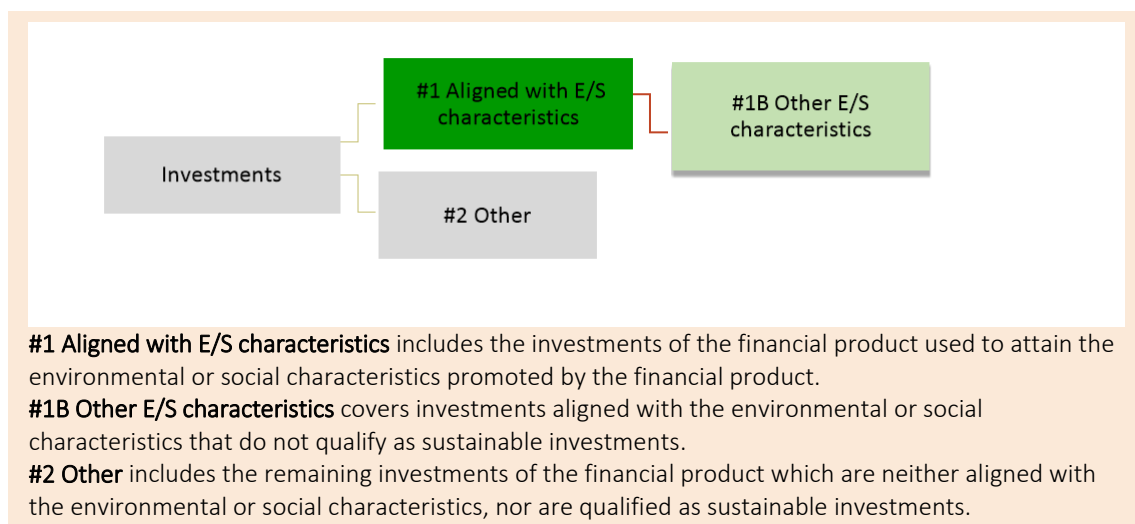 #1 Aligned with E/S
characteristics
#1B Other E/S
characteristics
Investments
#2 Other
#1 Aligned with E/S characteristics includes the investments of the financial product used to attain the
environmental or social characteristics promoted by the financial product.
#1B Other E/S characteristics covers investments aligned with the environmental or social
characteristics that do not qualify as sustainable investments.
#2 Other includes the remaining investments of the financial product which are neither aligned with
the environmental or social characteristics, nor are qualified as sustainable investments.